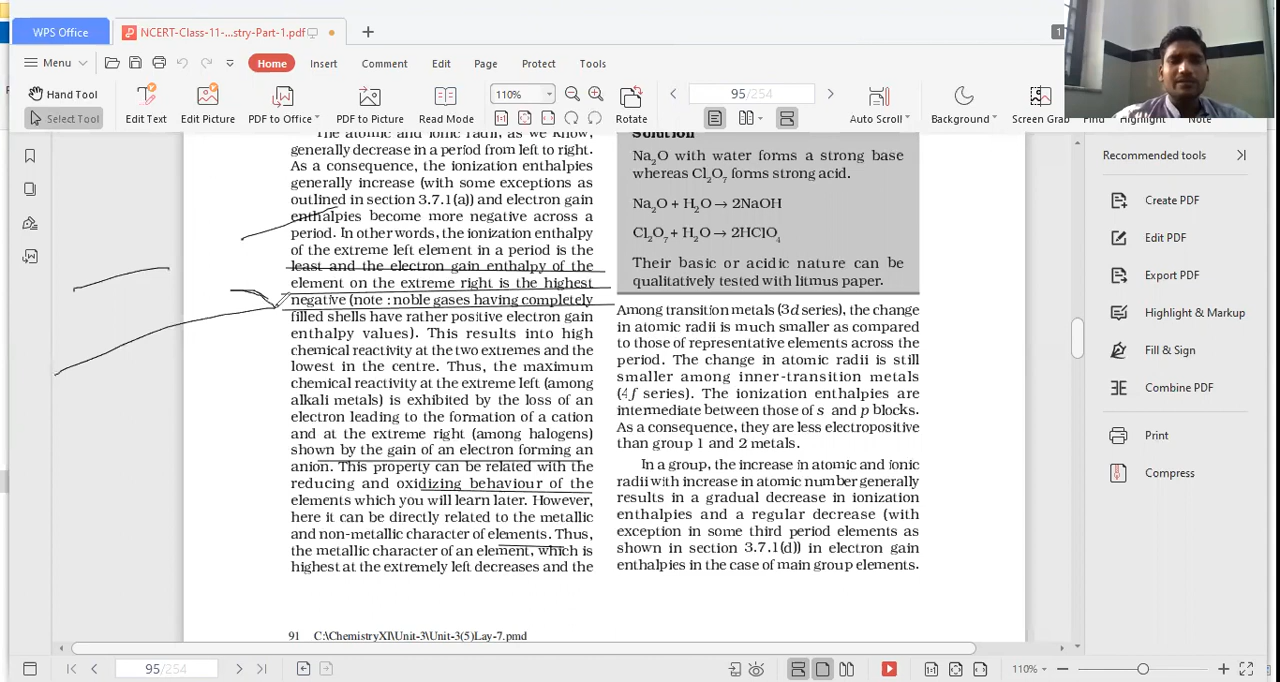 WPS Office
NCERT-Class-11-...stry-Part-1.pdf
1
Menu
Home
Insert
Comment
Edit
Page
Protect
Tools
Hand Tool
Select Tool
Edit Text
Edit Picture
PDF to Office
PDF to Picture
Read Mode
110%
95/254
Rotate
Auto Scroll
Background
Screen Grab
Find
Highlight
Note
The atomic and ionic radii, as we know,
generally decrease in a period from left to right.
As a consequence, the ionization enthalpies
generally increase (with some exceptions as
outlined in section 3.7.1(a)) and electron gain
enthalpies become more negative across a
period. In other words, the ionization enthalpy
of the extreme left element in a period is the
least and the electron gain enthalpy of the
element on the extreme right is the highest
negative (note : noble gases having completely
filled shells have rather positive electron gain
enthalpy values). This results into high
chemical reactivity at the two extremes and the
lowest in the centre. Thus, the maximum
chemical reactivity at the extreme left (among
alkali metals) is exhibited by the loss of an
electron leading to the formation of a cation
and at the extreme right (among halogens)
shown by the gain of an electron forming an
anion. This property can be related with the
reducing and oxidizing behaviour of the
elements which you will learn later. However,
here it can be directly related to the metallic
and non-metallic character of elements. Thus,
the metallic character of an element, which is
highest at the extremely left decreases and the
Solution
Na₂O with water forms a strong base
whereas Cl₂O₇ forms strong acid.
Na₂O + H₂O → 2NaOH
Cl₂O₇ + H₂O → 2HClO₄
Their basic or acidic nature can be
qualitatively tested with litmus paper.
Among transition metals (3d series), the change
in atomic radii is much smaller as compared
to those of representative elements across the
period. The change in atomic radii is still
smaller among inner-transition metals
(4f series). The ionization enthalpies are
intermediate between those of s and p blocks.
As a consequence, they are less electropositive
than group 1 and 2 metals.
In a group, the increase in atomic and ionic
radii with increase in atomic number generally
results in a gradual decrease in ionization
enthalpies and a regular decrease (with
exception in some third period elements as
shown in section 3.7.1(d)) in electron gain
enthalpies in the case of main group elements.
91 C:\ChemistryXI\Unit-3\Unit-3(5)Lay-7.pmd
Recommended tools
Create PDF
Edit PDF
Export PDF
Highlight & Markup
Fill & Sign
Combine PDF
Print
Compress
95/254
110%